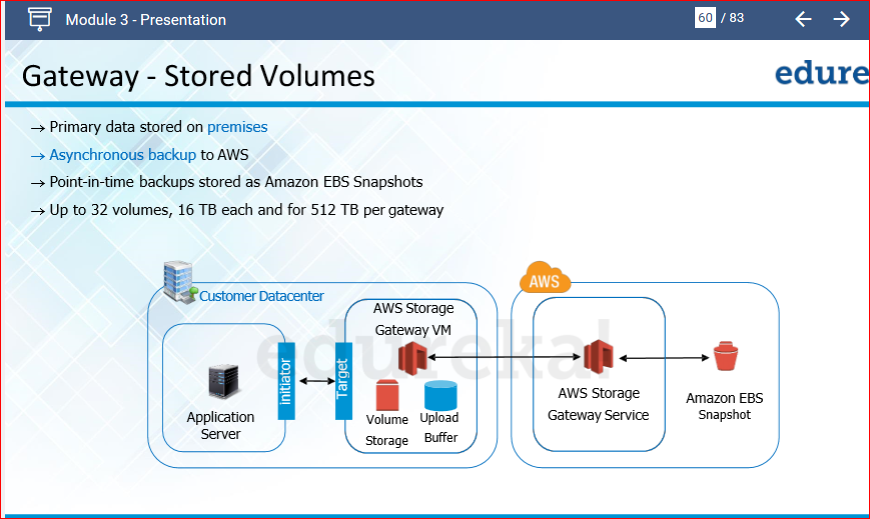 Module 3 - Presentation
60 / 83
Gateway - Stored Volumes
edure
→ Primary data stored on premises
→ Asynchronous backup to AWS
→ Point-in-time backups stored as Amazon EBS Snapshots
→ Up to 32 volumes, 16 TB each and for 512 TB per gateway
Customer Datacenter
AWS
AWS Storage
Gateway VM
edureka!
initiator
Target
Application
Server
Volume
Storage
Upload
Buffer
AWS Storage
Gateway Service
Amazon EBS
Snapshot